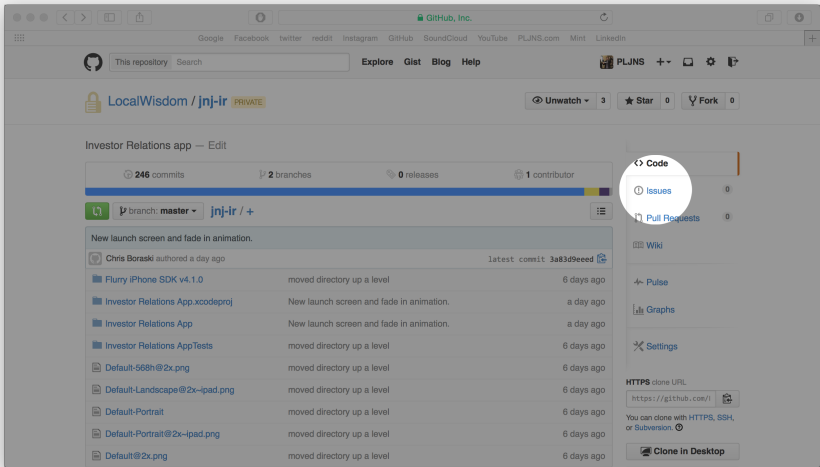 GitHub, Inc.
Google Facebook twitter reddit Instagram GitHub SoundCloud YouTube PLJNS.com Mint LinkedIn
This repository Search Explore Gist Blog Help PLJNS
LocalWisdom / jnj-ir PRIVATE Unwatch 3 Star 0 Fork 0
Investor Relations app — Edit
246 commits 2 branches 0 releases 1 contributor
branch: master jnj-ir / +
New launch screen and fade in animation.
Chris Boraski authored a day ago latest commit 3a83d9eeed
Flurry iPhone SDK v4.1.0 moved directory up a level 6 days ago
Investor Relations App.xcodeproj New launch screen and fade in animation. a day ago
Investor Relations App New launch screen and fade in animation. a day ago
Investor Relations AppTests moved directory up a level 6 days ago
Default-568h@2x.png moved directory up a level 6 days ago
Default-Landscape@2x~ipad.png moved directory up a level 6 days ago
Default-Portrait moved directory up a level 6 days ago
Default-Portrait@2x~ipad.png moved directory up a level 6 days ago
Default@2x.png moved directory up a level 6 days ago
Code
Issues 0
Pull Requests 0
Wiki
Pulse
Graphs
Settings
HTTPS clone URL
https://github.com/
You can clone with HTTPS, SSH,
or Subversion.
Clone in Desktop